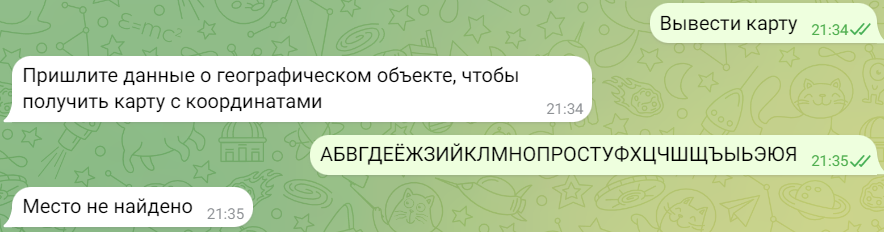 Вывести карту 21:34
Пришлите данные о географическом объекте, чтобы
получить карту с координатами 21:34
АБВГДЕЁЖЗИЙКЛМНОПРОСТУФХЦЧШЩЪЫЬЭЮЯ 21:35
Место не найдено 21:35